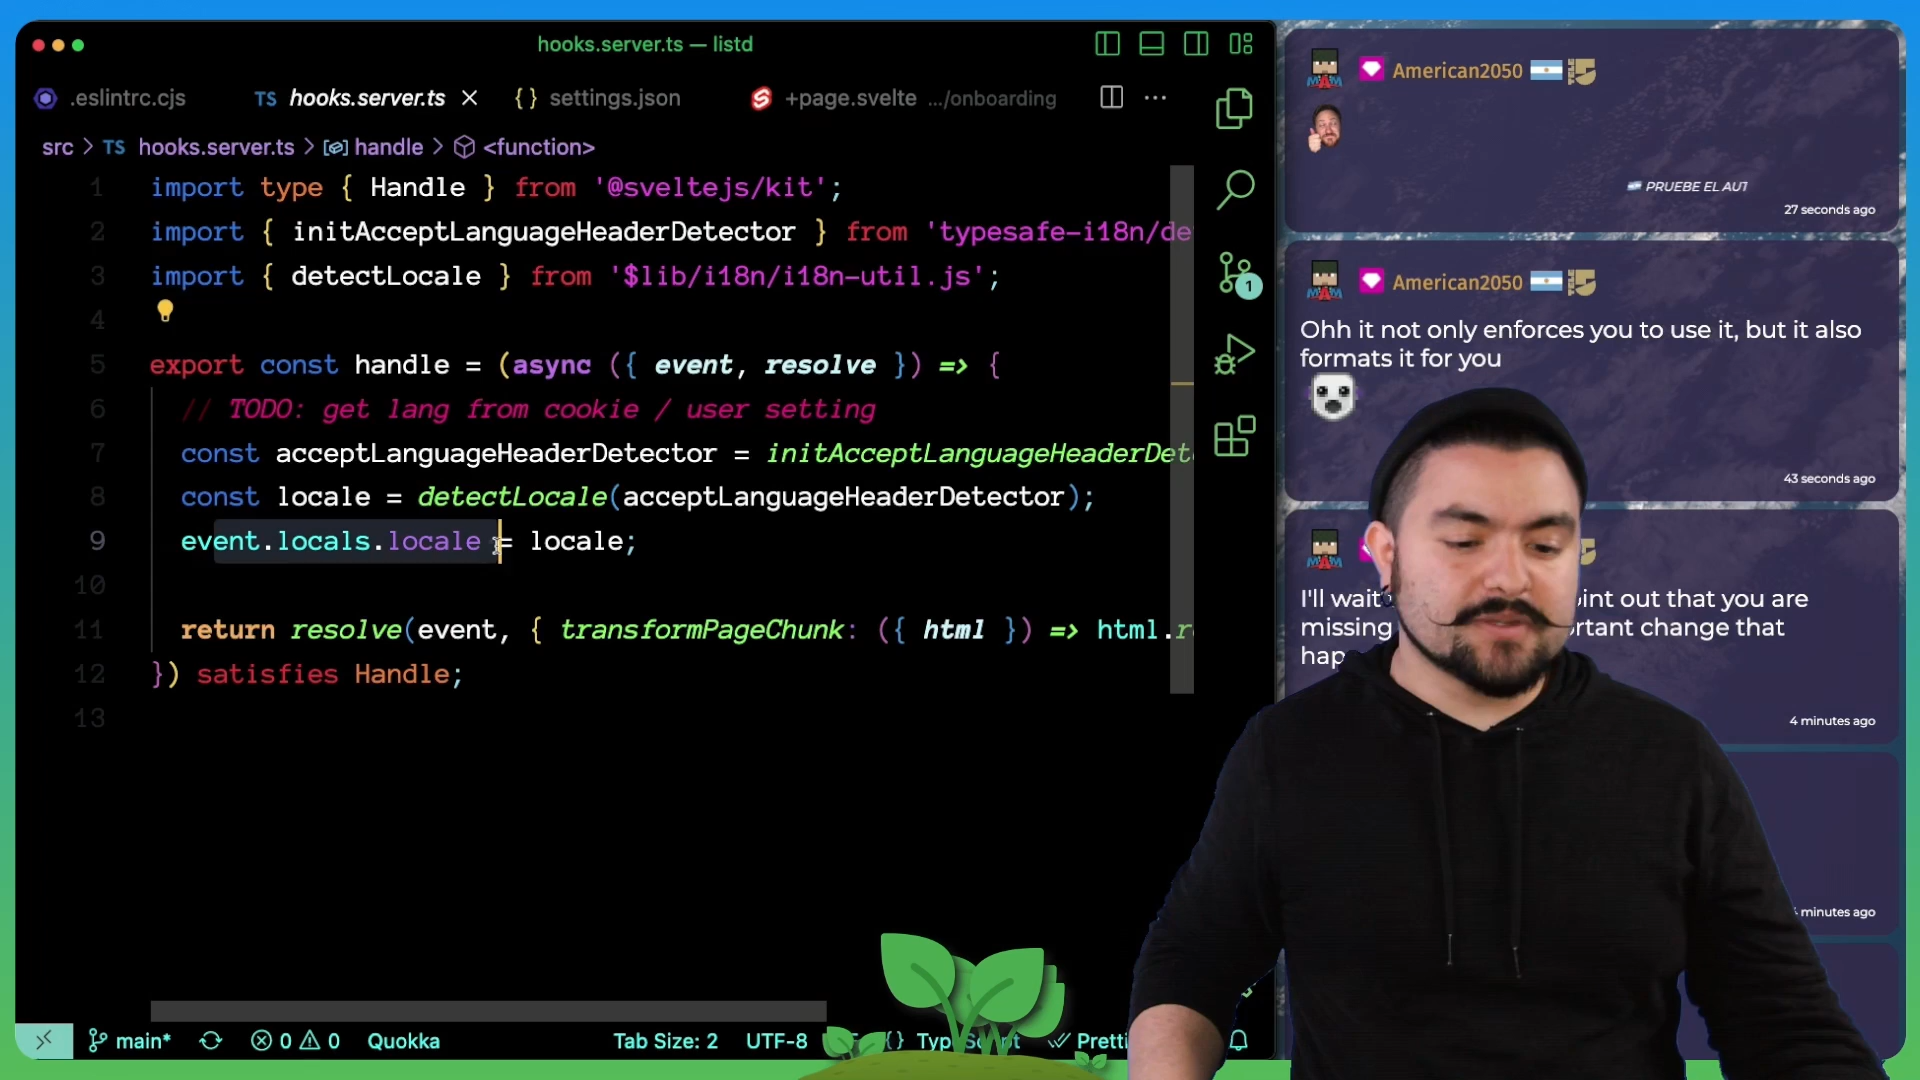 hooks.server.ts — listd
.eslintrc.cjs
TS hooks.server.ts
{ } settings.json
+page.svelte .../onboarding
src > TS hooks.server.ts > handle > <function>
1 import type { Handle } from '@sveltejs/kit';
2 import { initAcceptLanguageHeaderDetector } from 'typesafe-i18n/de
3 import { detectLocale } from '$lib/i18n/i18n-util.js';
4
5 export const handle = (async ({ event, resolve }) => {
6 // TODO: get lang from cookie / user setting
7 const acceptLanguageHeaderDetector = initAcceptLanguageHeaderDet
8 const locale = detectLocale(acceptLanguageHeaderDetector);
9 event.locals.locale = locale;
10
11 return resolve(event, { transformPageChunk: ({ html }) => html.r
12 }) satisfies Handle;
13
1
main* 0 0 Quokka Tab Size: 2 UTF-8
American2050
PRUEBE EL AUT
27 seconds ago
American2050
Ohh it not only enforces you to use it, but it also
formats it for you
43 seconds ago
I'll wait that you are
missing change that
4 minutes ago
minutes ago